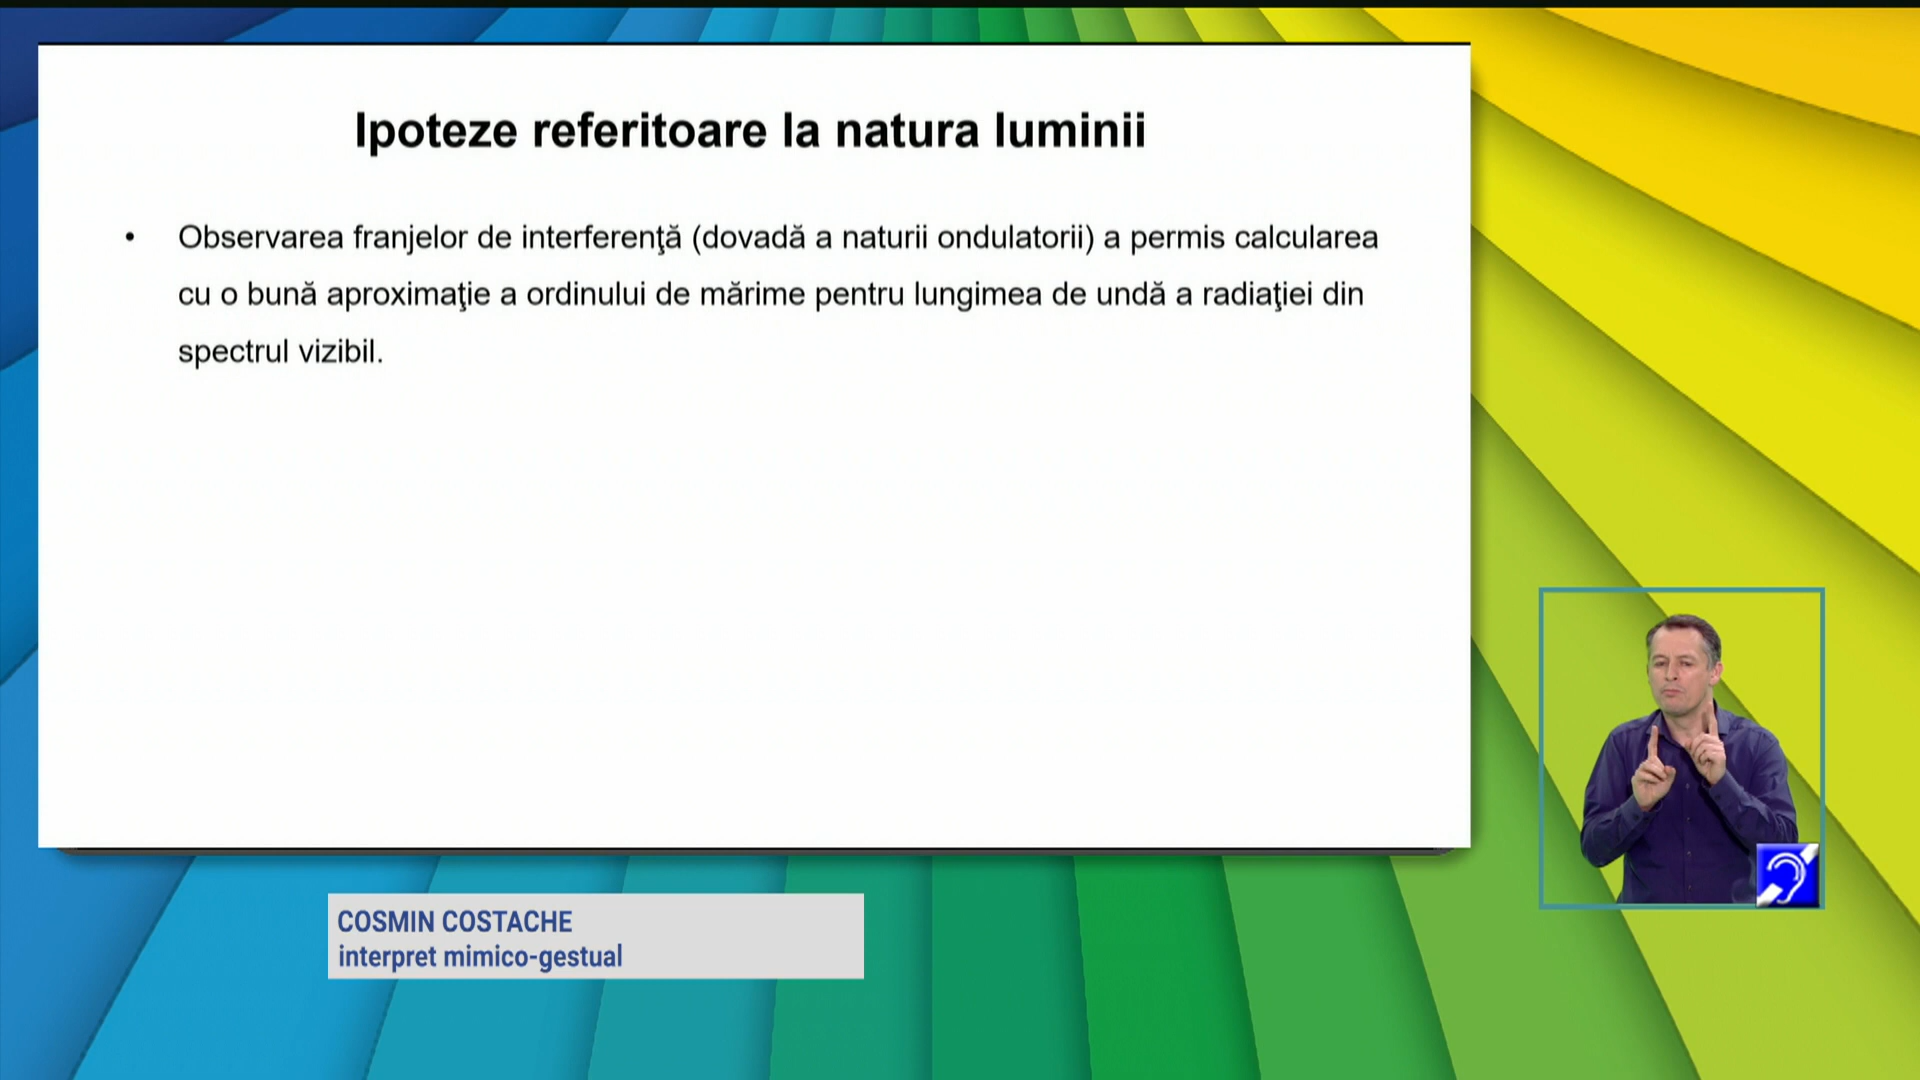 Ipoteze referitoare la natura luminii
• Observarea franjelor de interferenţă (dovadă a naturii ondulatorii) a permis calcularea
cu o bună aproximaţie a ordinului de mărime pentru lungimea de undă a radiaţiei din
spectrul vizibil.
COSMIN COSTACHE
interpret mimico-gestual